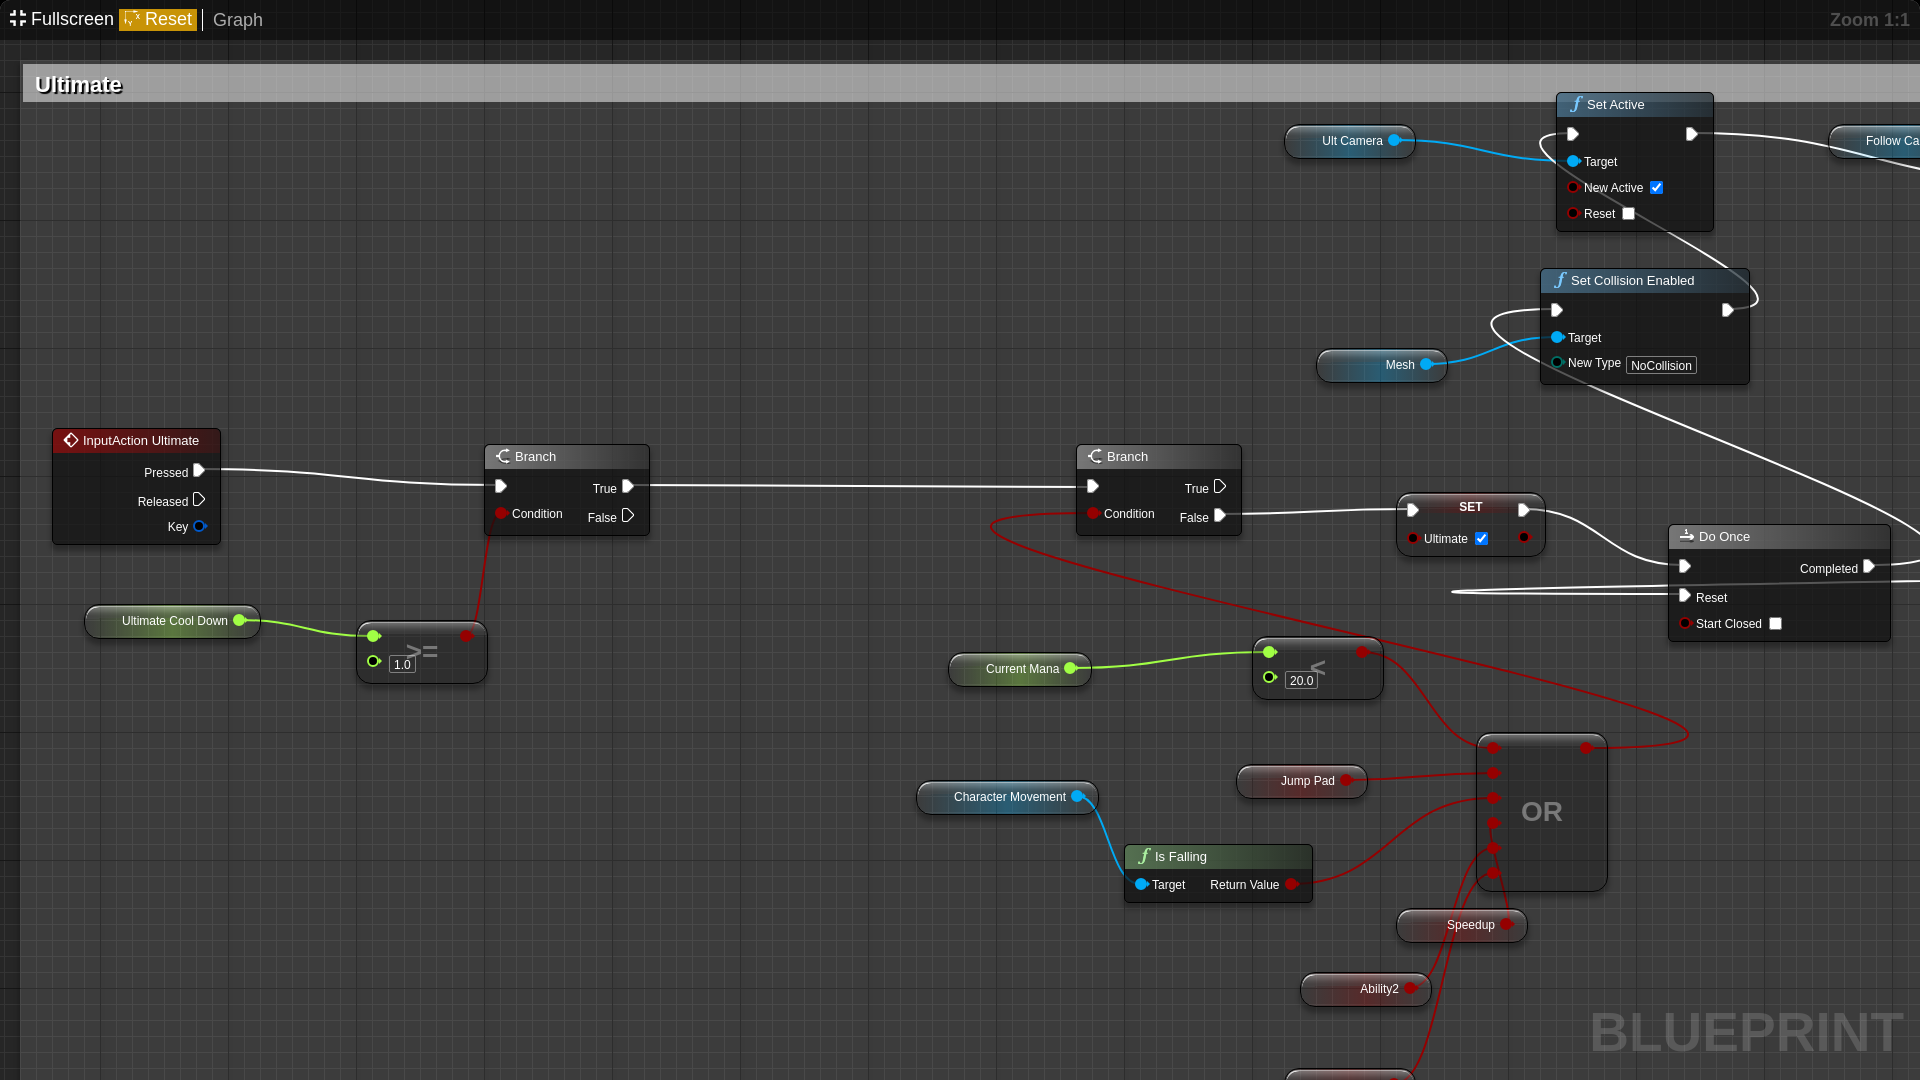 Fullscreen Reset Graph Zoom 1:1
Ultimate
Set Active
Target
New Active
Reset
Ult Camera
Follow Ca
Set Collision Enabled
Target
New Type NoCollision
Mesh
InputAction Ultimate
Pressed
Released
Key
Branch
True
Condition
False
Branch
True
Condition
False
SET
Ultimate
Do Once
Completed
Reset
Start Closed
Ultimate Cool Down
>=
1.0
Current Mana
<
20.0
Jump Pad
Character Movement
OR
Is Falling
Target Return Value
Speedup
Ability2
BLUEPRINT